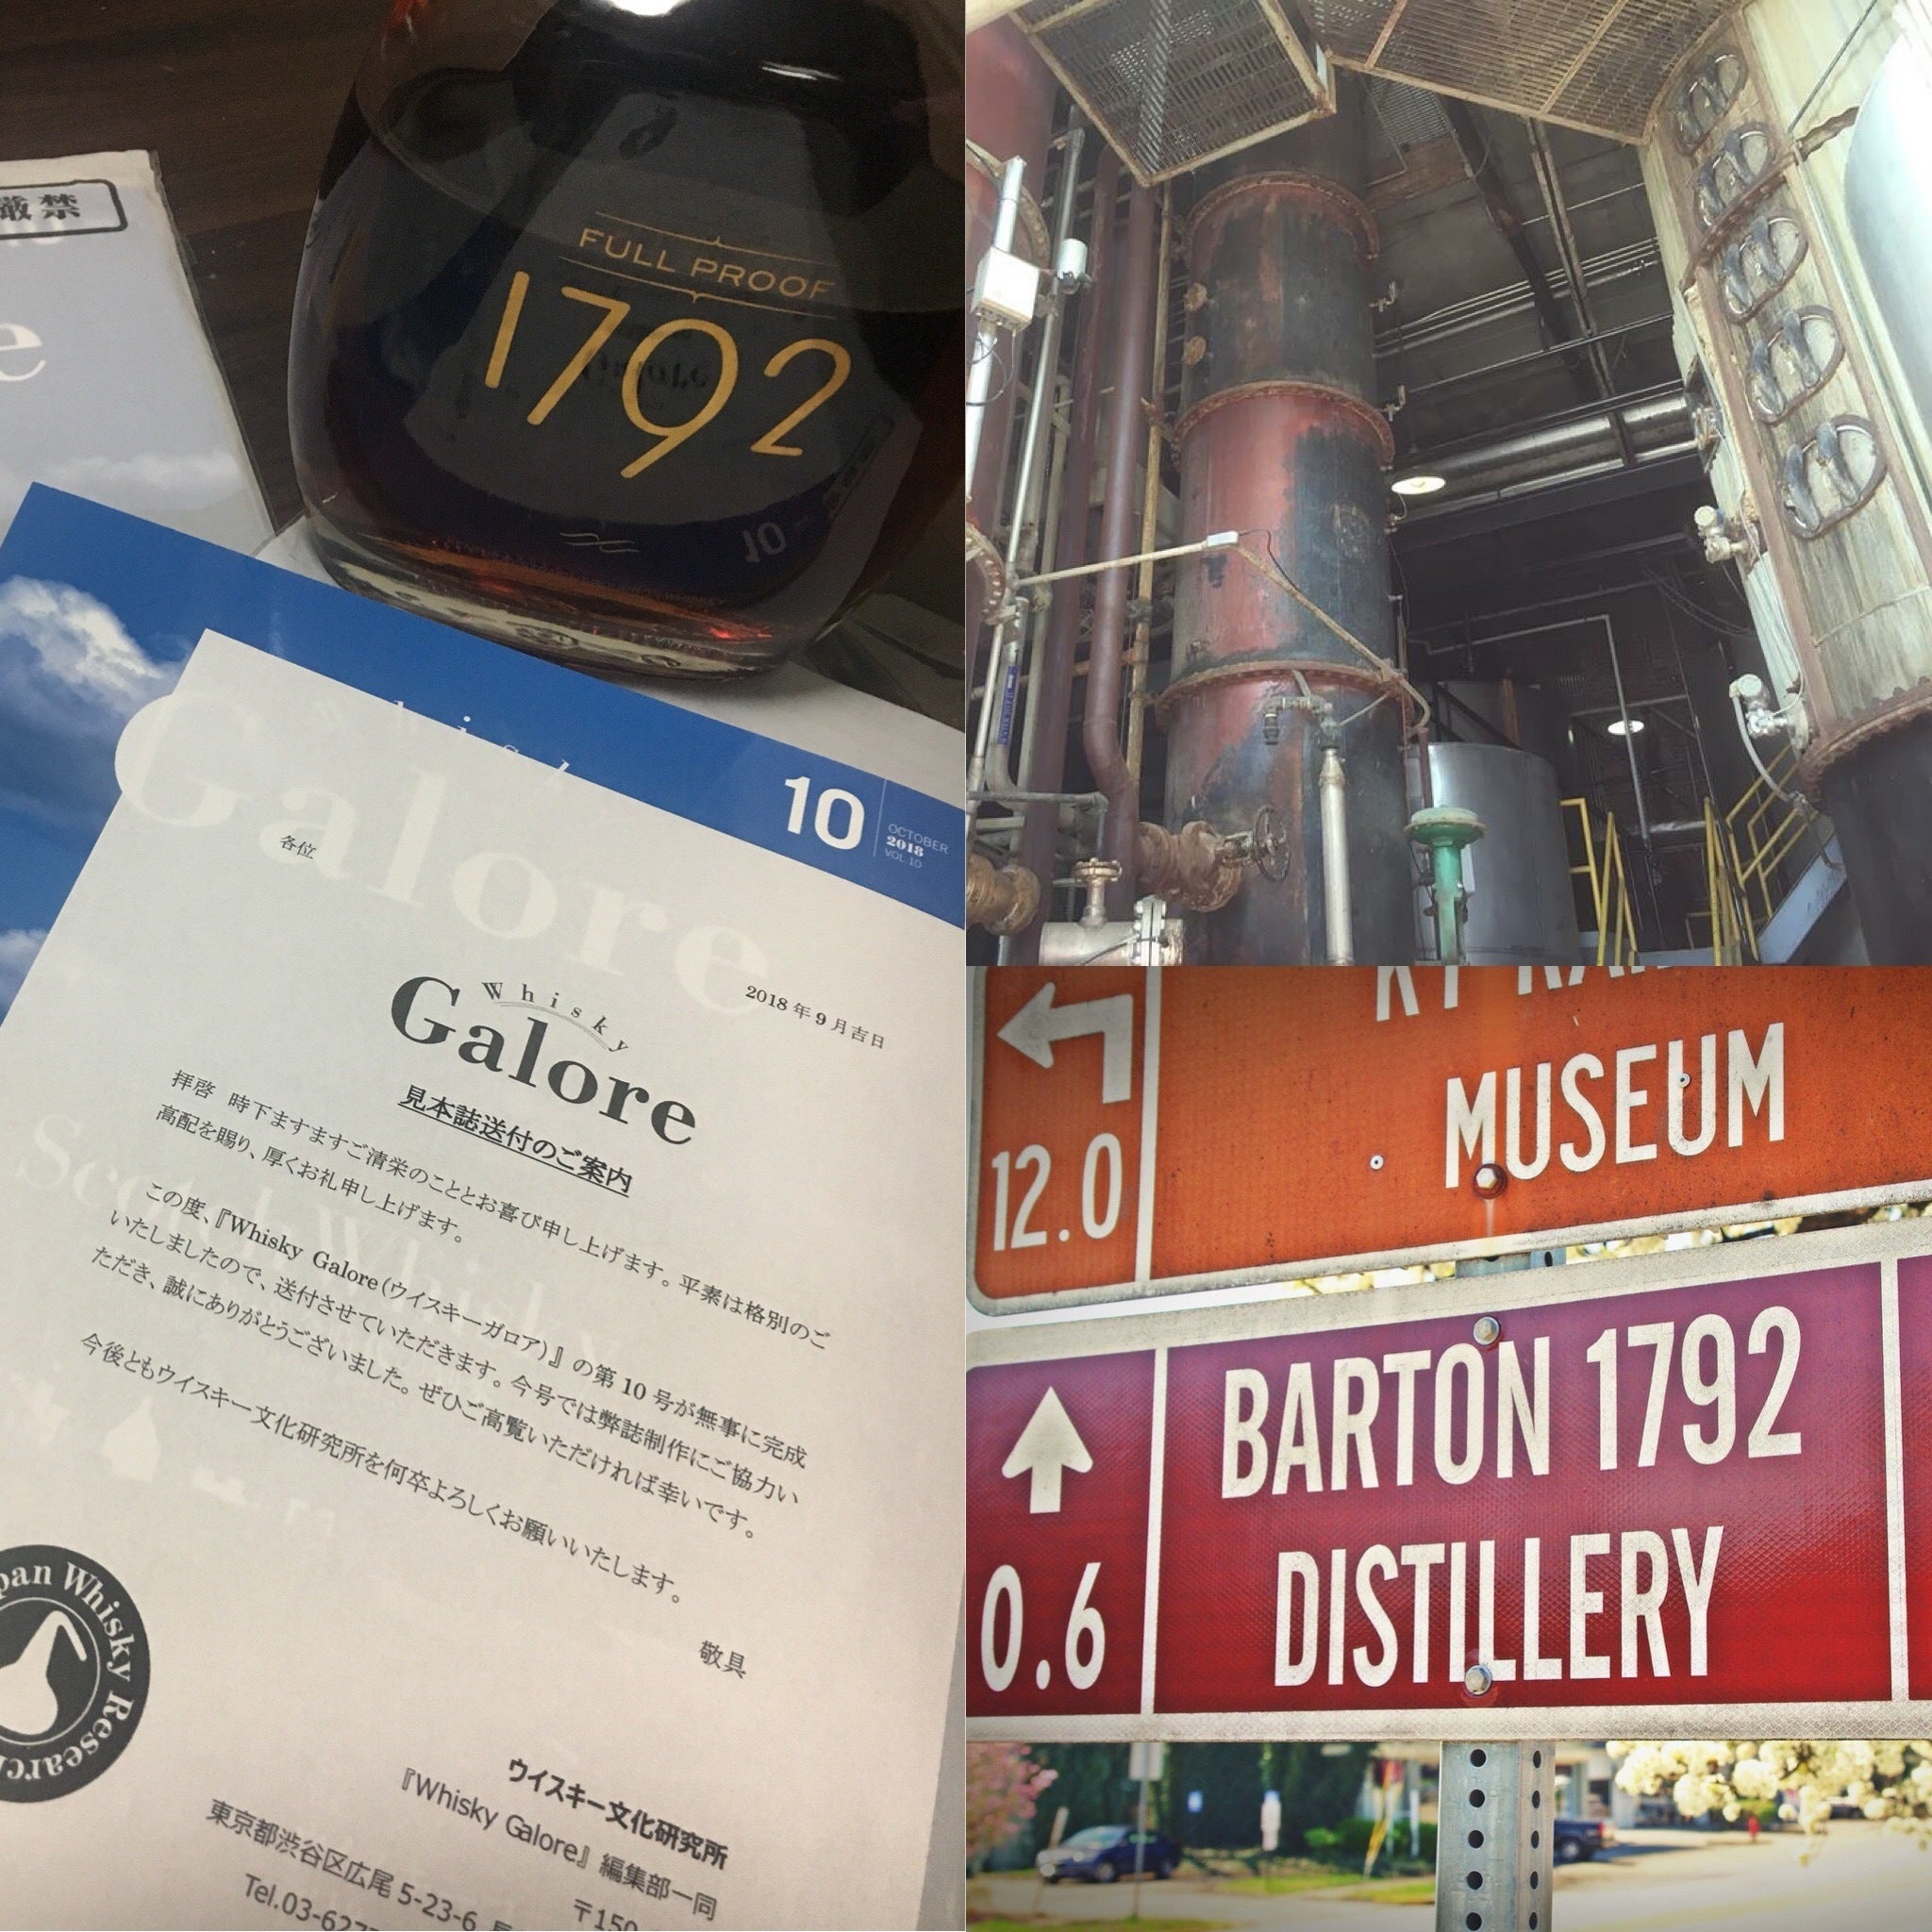 厳禁
e
FULL PROOF
1792
10
OCTOBER
2018
VOL.10
Galore
各位
2018年9月吉日
Whisky
Galore
見本誌送付のご案内
拝啓 時下ますますご清栄のこととお喜び申し上げます。平素は格別のご
高配を賜り、厚くお礼申し上げます。
この度、『Whisky Galore(ウイスキーガロア)』の第10号が無事に完成
いたしましたので、送付させていただきます。今号では弊誌制作にご協力い
ただき、誠にありがとうございました。ぜひご高覧いただければ幸いです。
今後ともウイスキー文化研究所を何卒よろしくお願いいたします。
敬具
pan Whisky Research
ウイスキー文化研究所
『Whisky Galore』編集部一同
〒150
東京都渋谷区広尾 5-23-6
Tel.03-627
MUSEUM
12.0
BARTON 1792
DISTILLERY
0.6